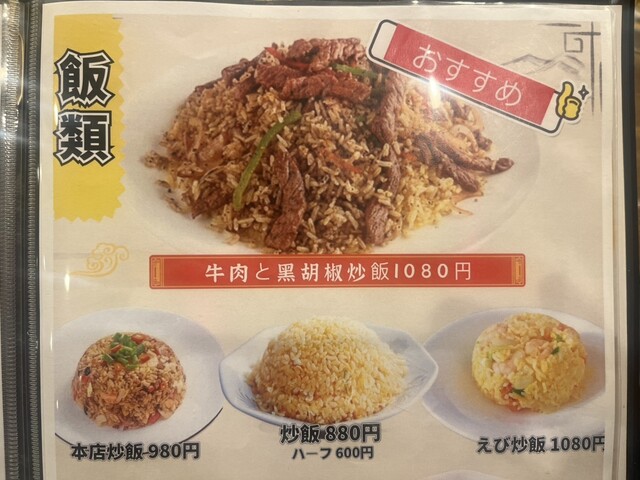 飯類
おすすめ
牛肉と黑胡椒炒飯1080円
本店炒飯 980円
炒飯 880円
ハーフ 600円
えび炒飯 1080円